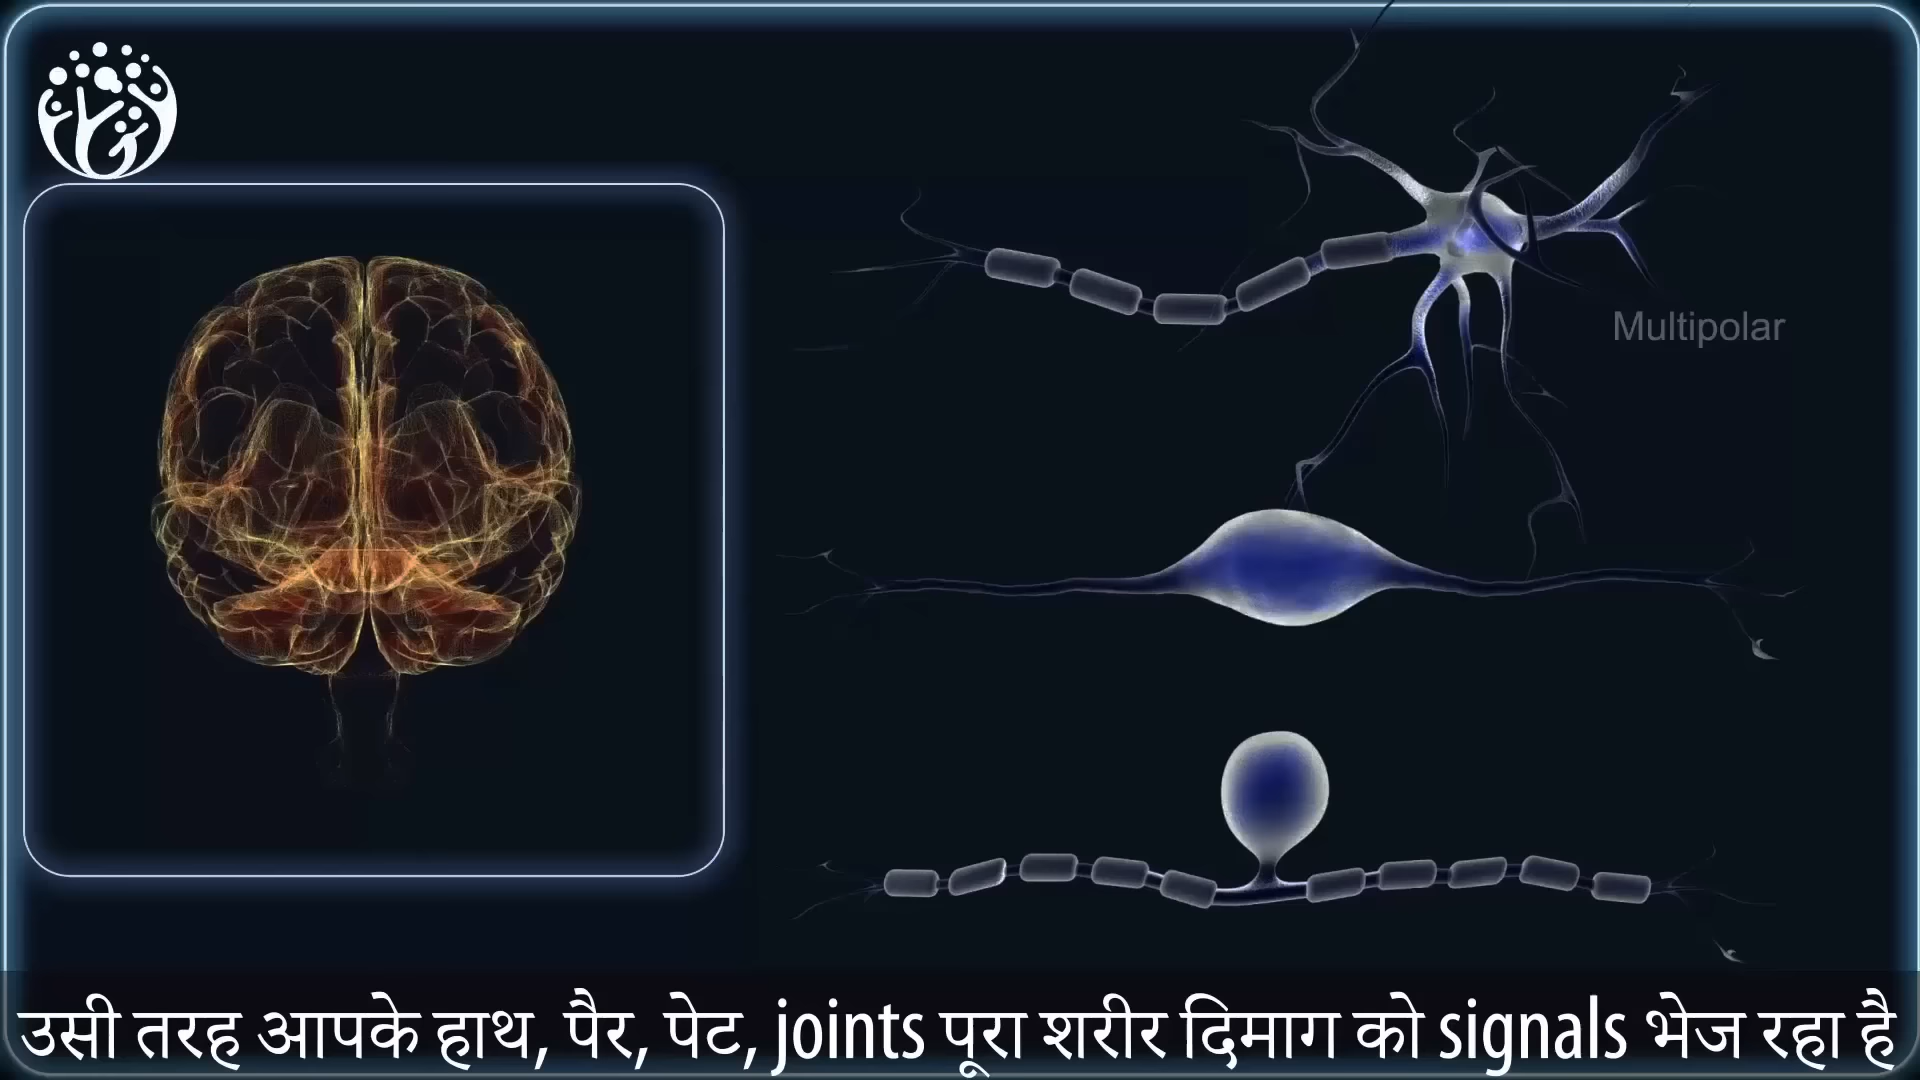 Multipolar
उसी तरह आपके हाथ, पैर, पेट, joints पूरा शरीर दिमाग को signals भेज रहा है